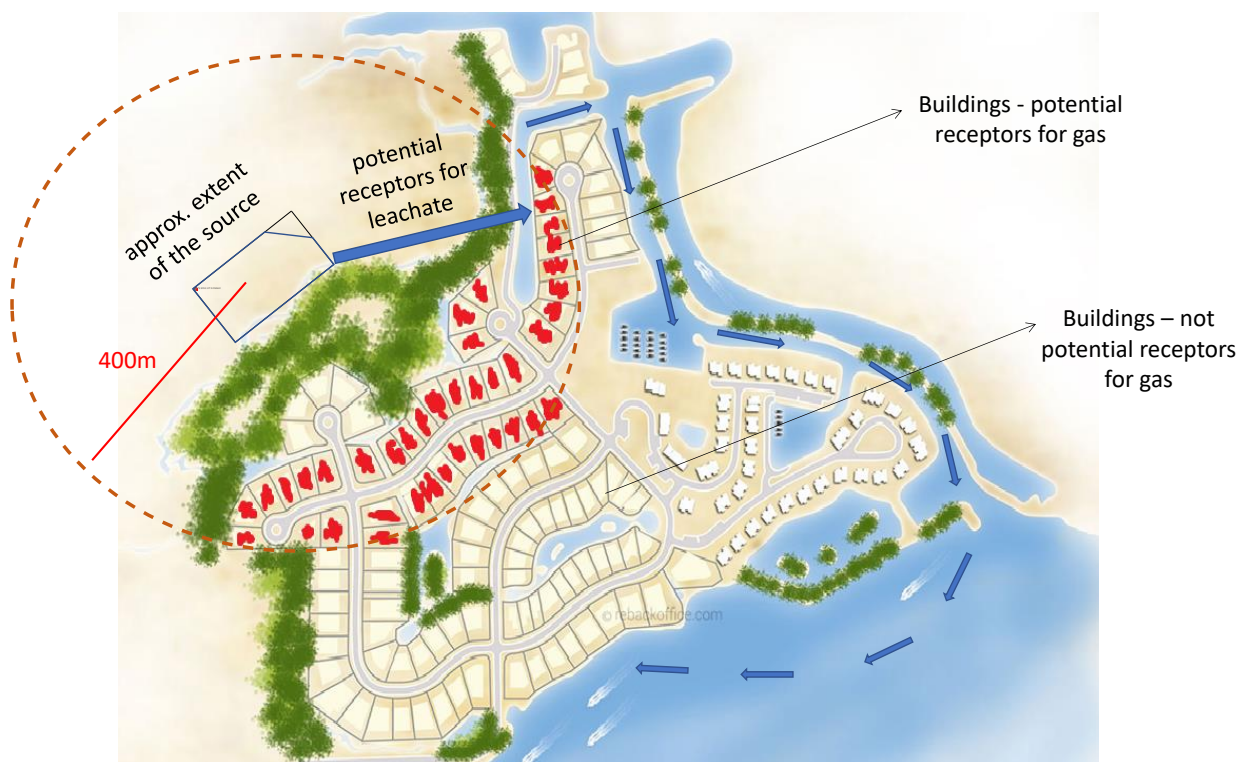 Buildings - potential
receptors for gas
potential
receptors for
leachate
approx. extent
of the source
400m
Buildings – not
potential receptors
for gas
© rebackoffice.com